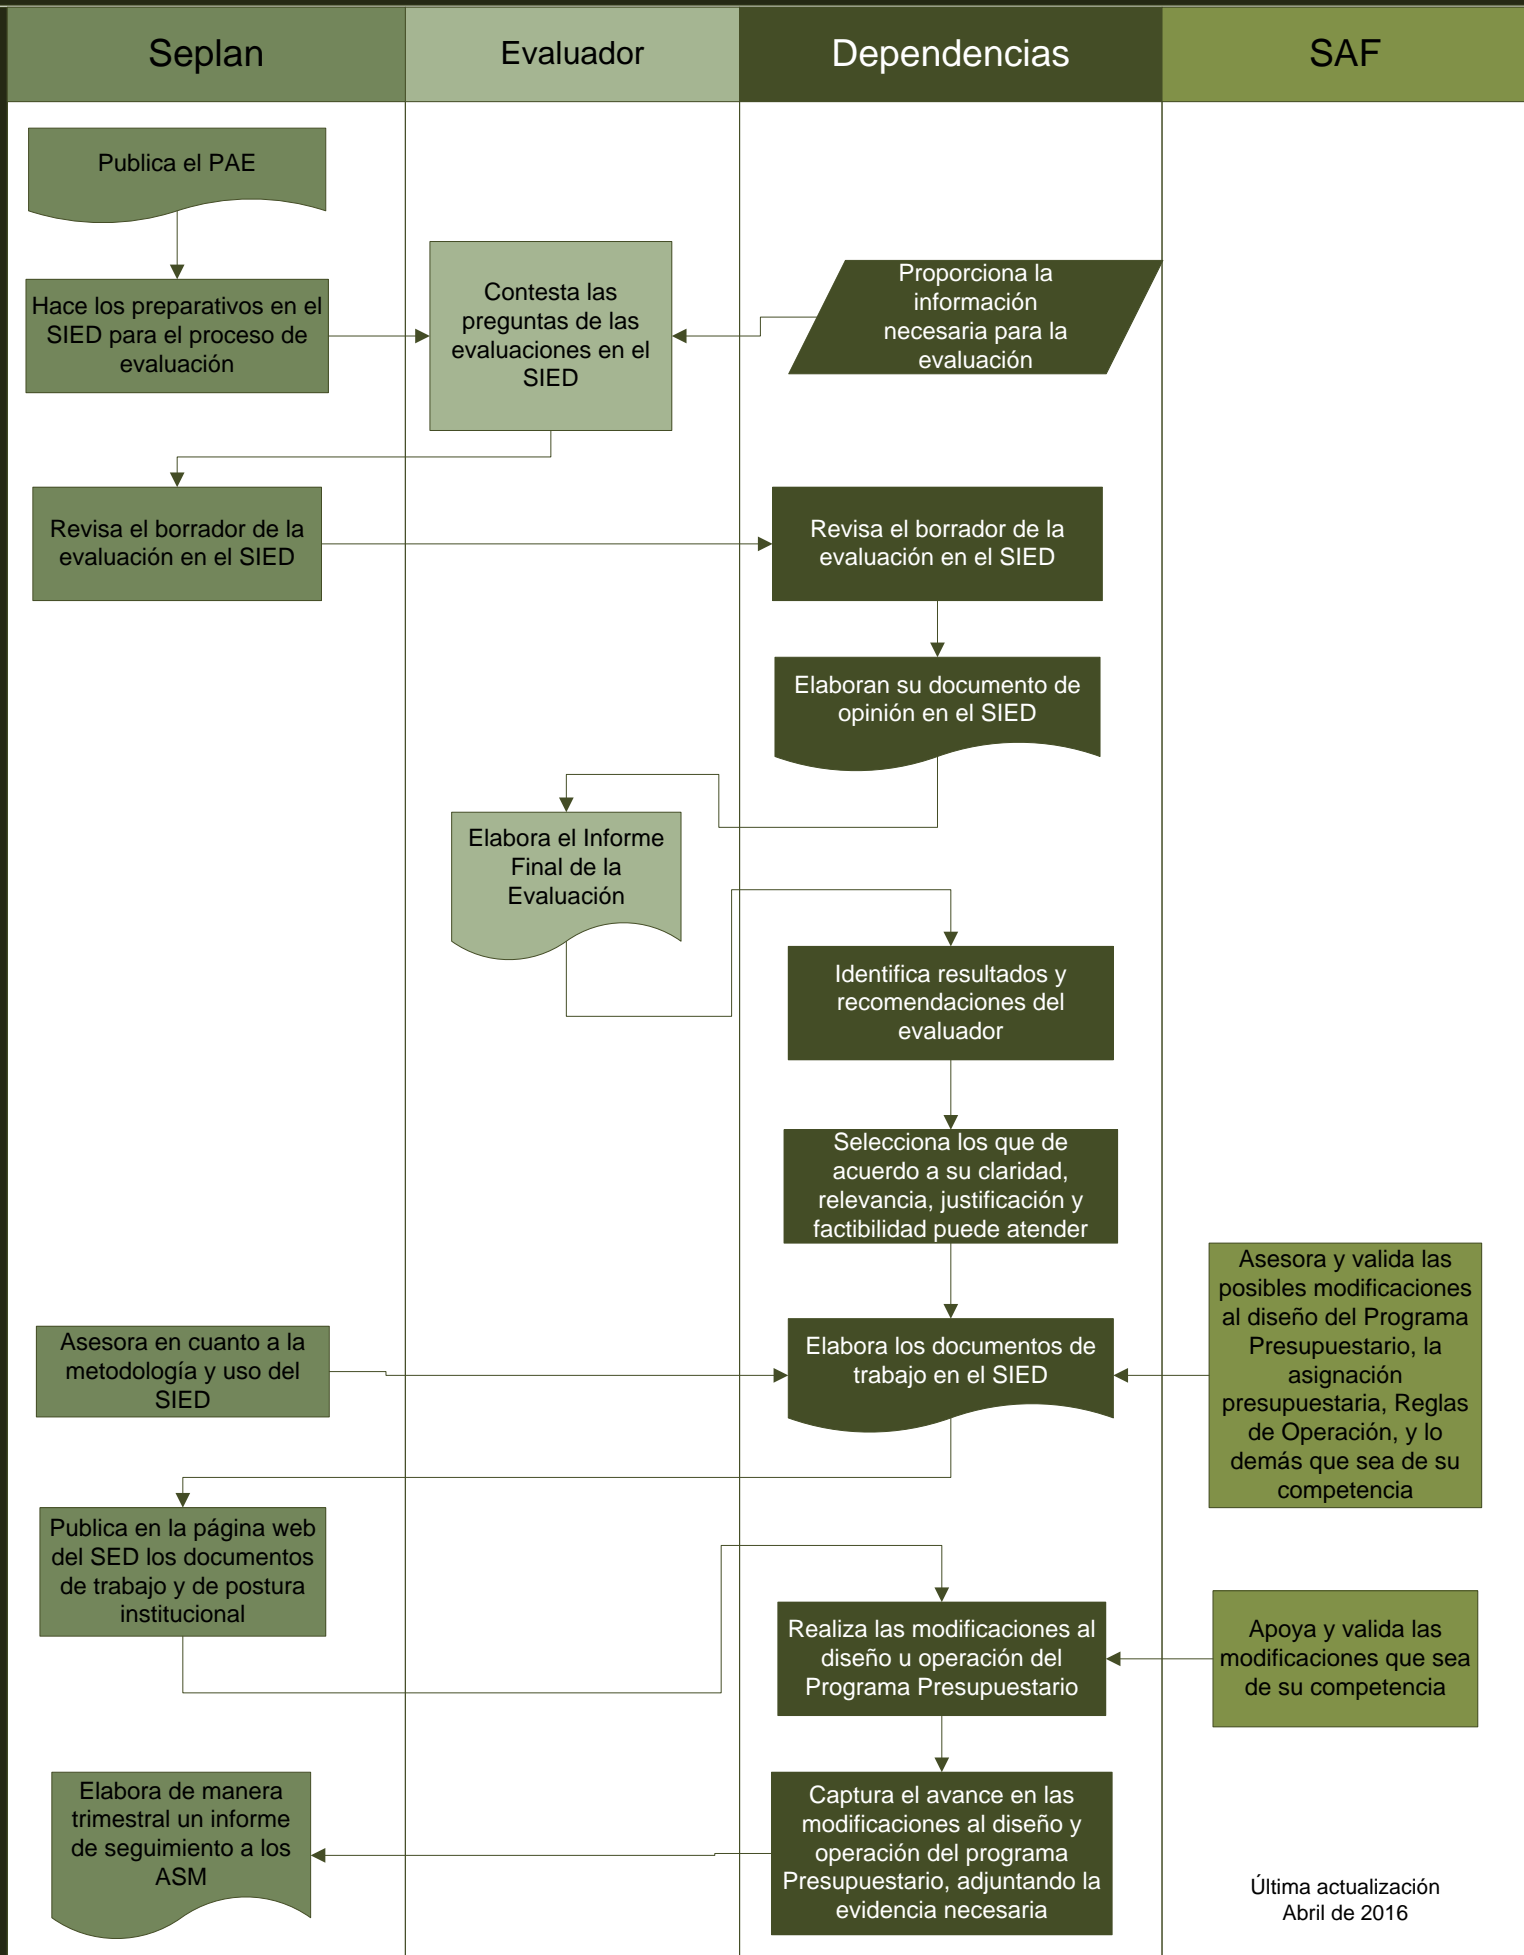 Seplan
Evaluador
Dependencias
SAF
Publica el PAE
Hace los preparativos en el
SIED para el proceso de
evaluación
Contesta las
preguntas de las
evaluaciones en el
SIED
Proporciona la
información
necesaria para la
evaluación
Revisa el borrador de la
evaluación en el SIED
Revisa el borrador de la
evaluación en el SIED
Elaboran su documento de
opinión en el SIED
Elabora el Informe
Final de la
Evaluación
Identifica resultados y
recomendaciones del
evaluador
Selecciona los que de
acuerdo a su claridad,
relevancia, justificación y
factibilidad puede atender
Asesora en cuanto a la
metodología y uso del
SIED
Elabora los documentos de
trabajo en el SIED
Asesora y valida las
posibles modificaciones
al diseño del Programa
Presupuestario, la
asignación
presupuestaria, Reglas
de Operación, y lo
demás que sea de su
competencia
Publica en la página web
del SED los documentos
de trabajo y de postura
institucional
Realiza las modificaciones al
diseño u operación del
Programa Presupuestario
Apoya y valida las
modificaciones que sea
de su competencia
Elabora de manera
trimestral un informe
de seguimiento a los
ASM
Captura el avance en las
modificaciones al diseño y
operación del programa
Presupuestario, adjuntando la
evidencia necesaria
Última actualización
Abril de 2016